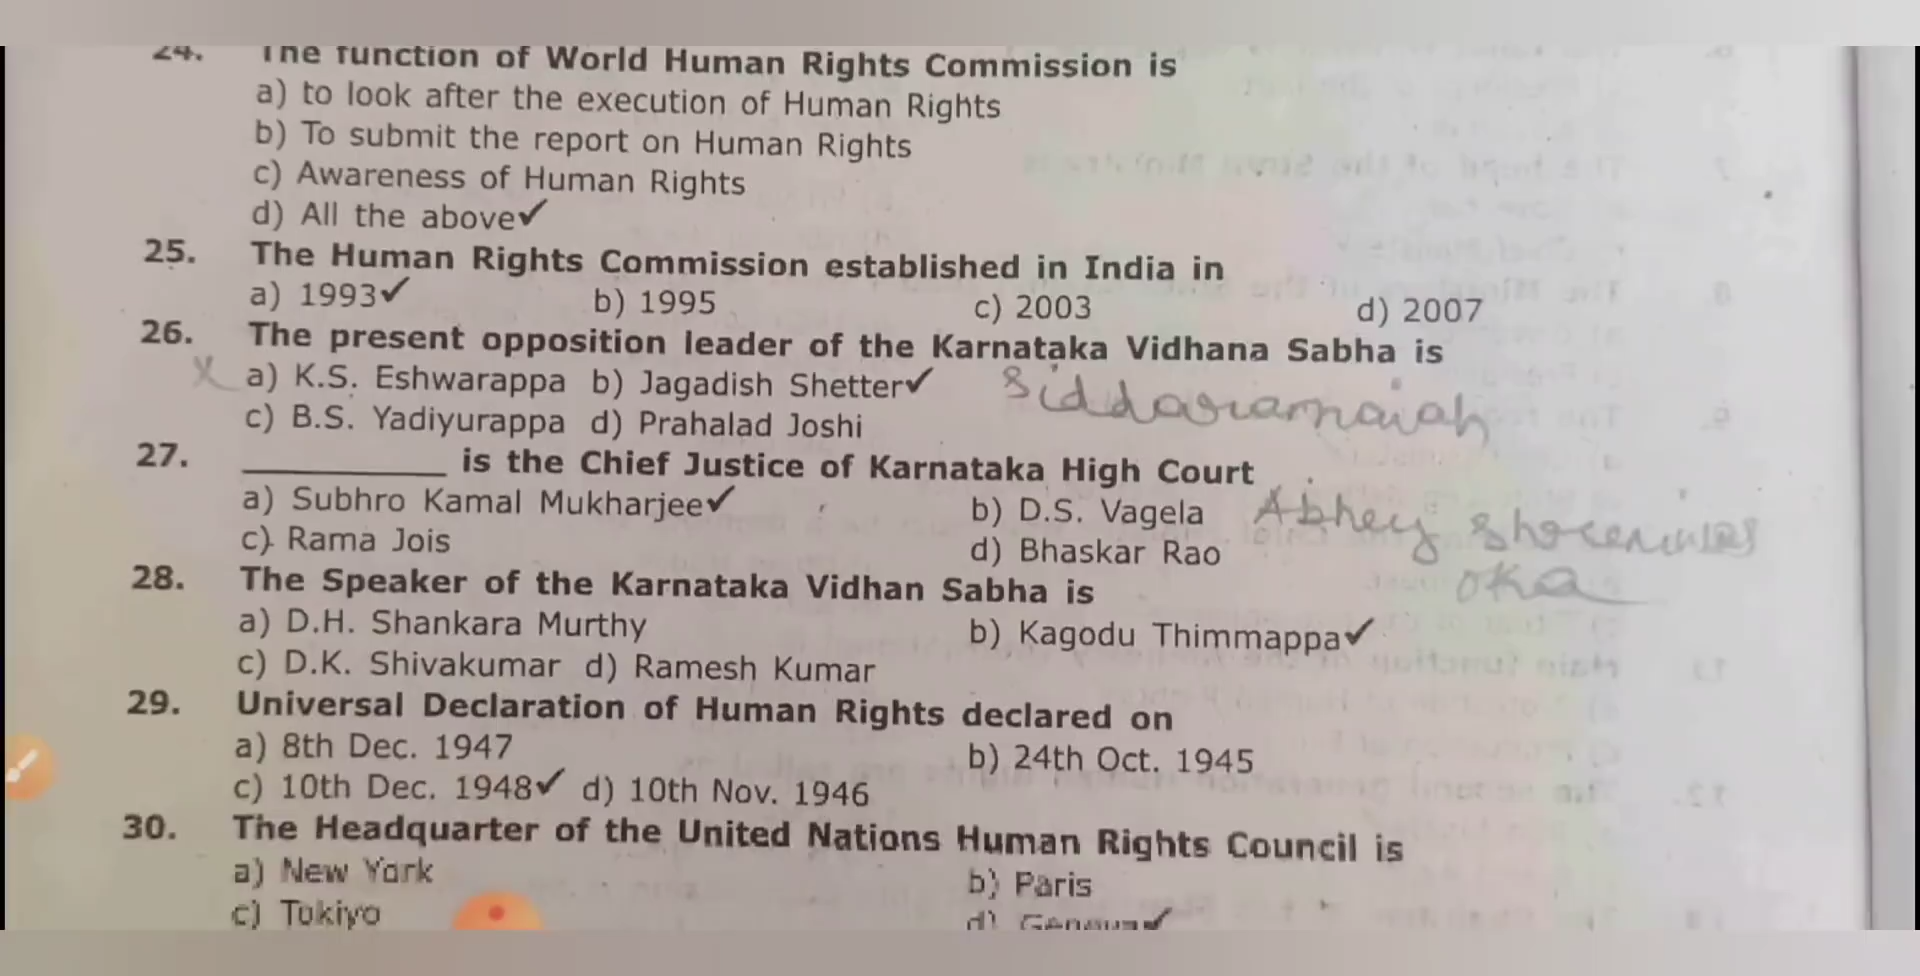 24. The function of World Human Rights Commission is
a) to look after the execution of Human Rights
b) To submit the report on Human Rights
c) Awareness of Human Rights
d) All the above✓
25. The Human Rights Commission established in India in
a) 1993✓ b) 1995 c) 2003 d) 2007
26. The present opposition leader of the Karnataka Vidhana Sabha is
X a) K.S. Eshwarappa b) Jagadish Shetter✓ Siddaramaiah
c) B.S. Yadiyurappa d) Prahalad Joshi
27. __________ is the Chief Justice of Karnataka High Court
a) Subhro Kamal Mukharjee✓ b) D.S. Vagela Abhey
c) Rama Jois d) Bhaskar Rao oka
28. The Speaker of the Karnataka Vidhan Sabha is
a) D.H. Shankara Murthy b) Kagodu Thimmappa✓
c) D.K. Shivakumar d) Ramesh Kumar
29. Universal Declaration of Human Rights declared on
a) 8th Dec. 1947 b) 24th Oct. 1945
c) 10th Dec. 1948✓ d) 10th Nov. 1946
30. The Headquarter of the United Nations Human Rights Council is
a) New York b) Paris
c) Tokiyo d) Geneva✓